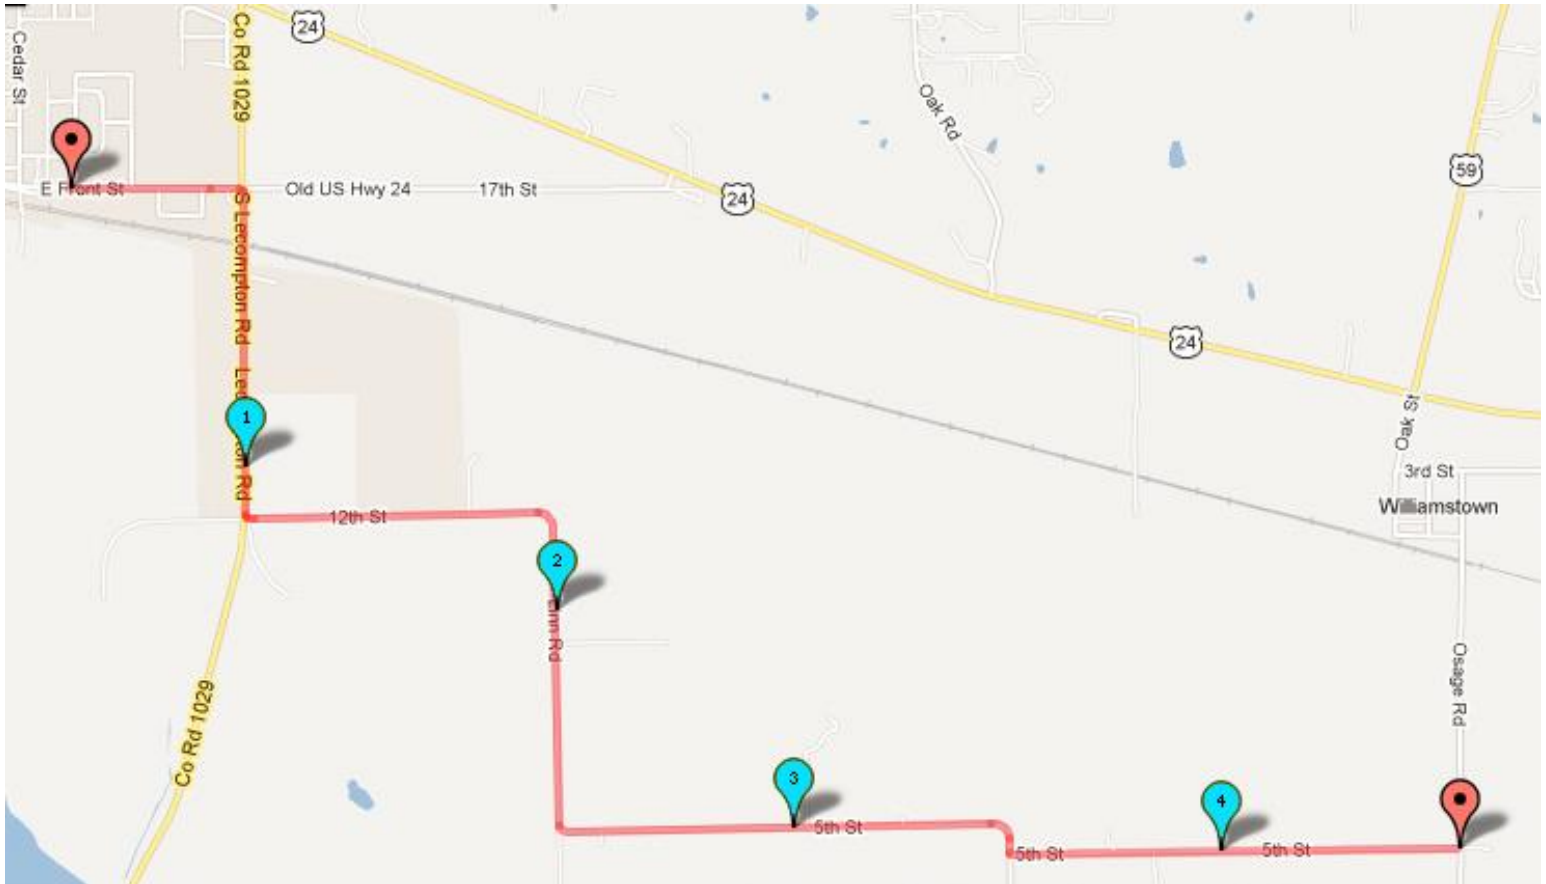 Cedar St
Co Rd 1029
24
Oak Rd
59
E Front St
Old US Hwy 24
17th St
24
S Lecompton Rd
24
Oak St
1
3rd St
Williamstown
12th St
2
Linn Rd
Osage Rd
Co Rd 1029
3
5th St
4
5th St
5th St